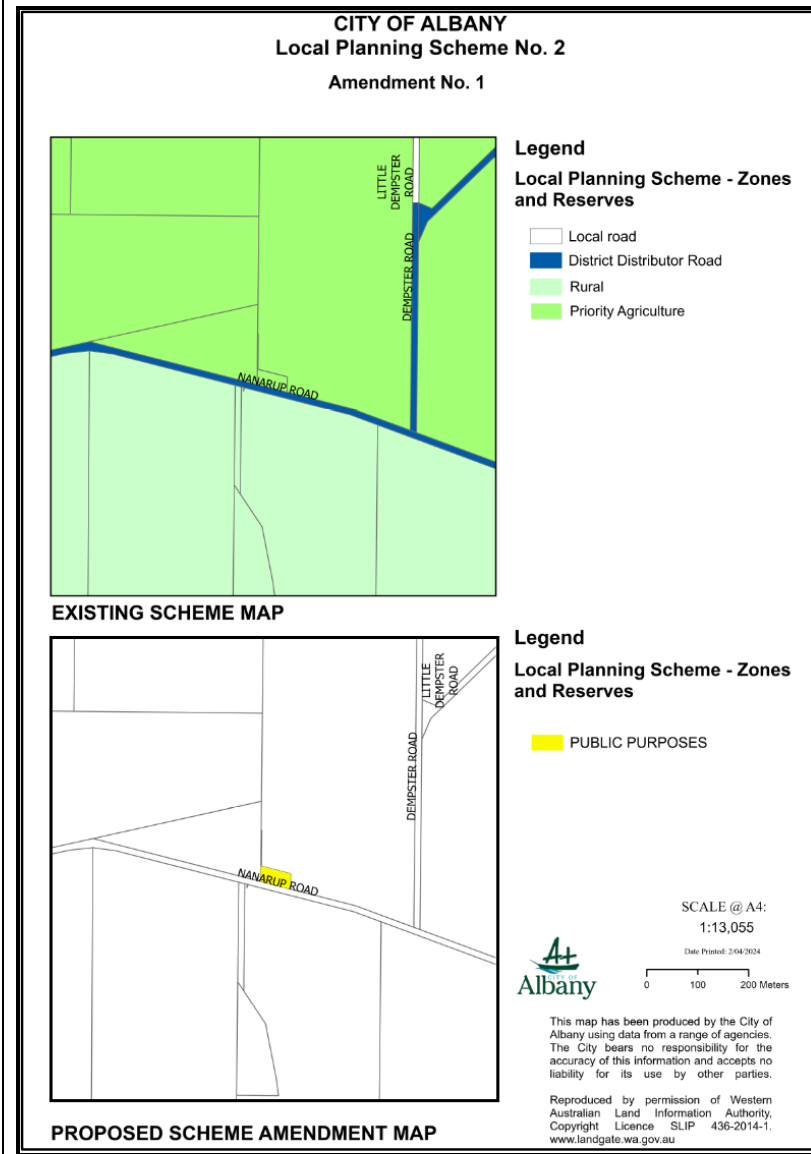 CITY OF ALBANY
Local Planning Scheme No. 2
Amendment No. 1
LITTLE
DEMPSTER
ROAD
DEMPSTER ROAD
NANARUP ROAD
Legend
Local Planning Scheme - Zones
and Reserves
Local road
District Distributor Road
Rural
Priority Agriculture
EXISTING SCHEME MAP
LITTLE
DEMPSTER
ROAD
DEMPSTER ROAD
NANARUP ROAD
Legend
Local Planning Scheme - Zones
and Reserves
PUBLIC PURPOSES
SCALE @ A4:
1:13,055
Date Printed: 2/04/2024
CITY OF
Albany
0 100 200 Meters
This map has been produced by the City of
Albany using data from a range of agencies.
The City bears no responsibility for the
accuracy of this information and accepts no
liability for its use by other parties.
Reproduced by permission of Western
Australian Land Information Authority,
Copyright Licence SLIP 436-2014-1.
www.landgate.wa.gov.au
PROPOSED SCHEME AMENDMENT MAP